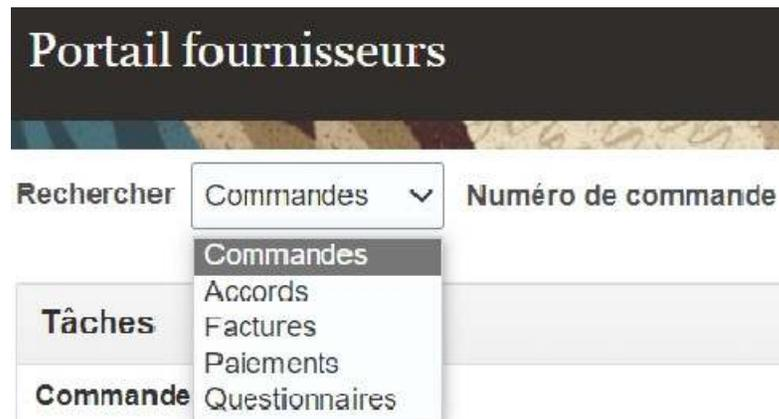 Portail fournisseurs
Rechercher Commandes Numéro de commande
Commandes
Accords
Tâches
Factures
Paiements
Commande
Questionnaires